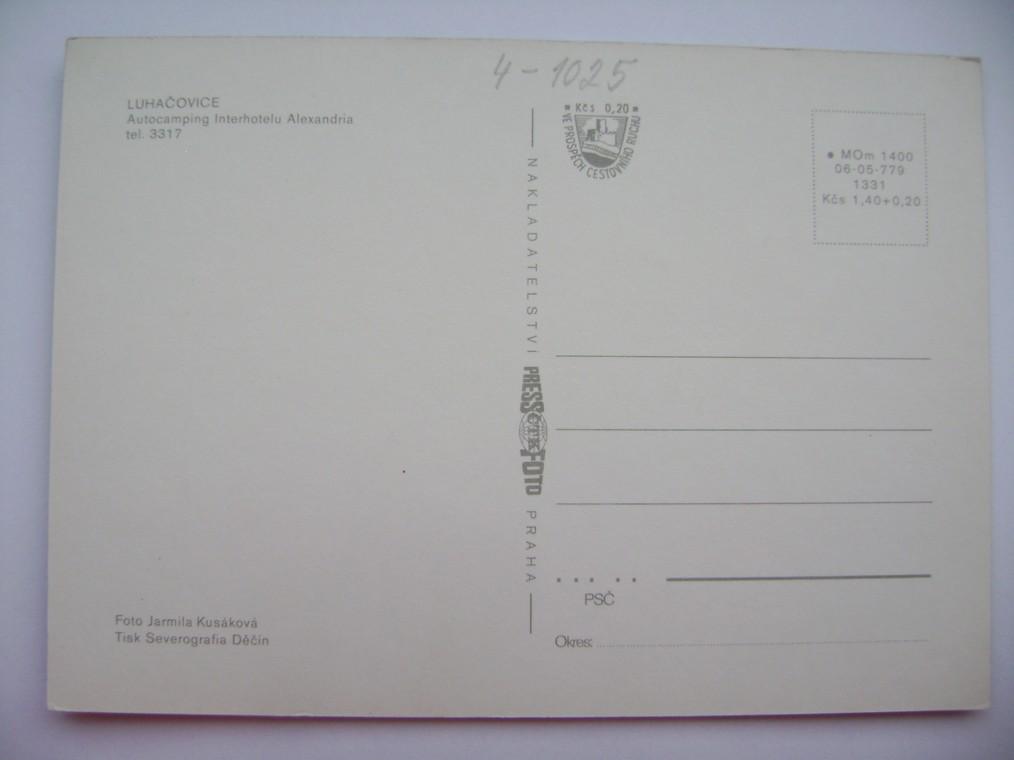 4-1025
LUHAČOVICE
Autocamping Interhotelu Alexandria
tel. 3317
Kčs 0,20
VE PROSPĚCH CESTOVNÍHO RUCHU
MOm 1400
06-05-779
1331
Kčs 1,40+0,20
NAKLADATELSTVÍ PRESSFOTO PRAHA
ČTK
PSČ
Okres:
Foto Jarmila Kusáková
Tisk Severografia Děčín